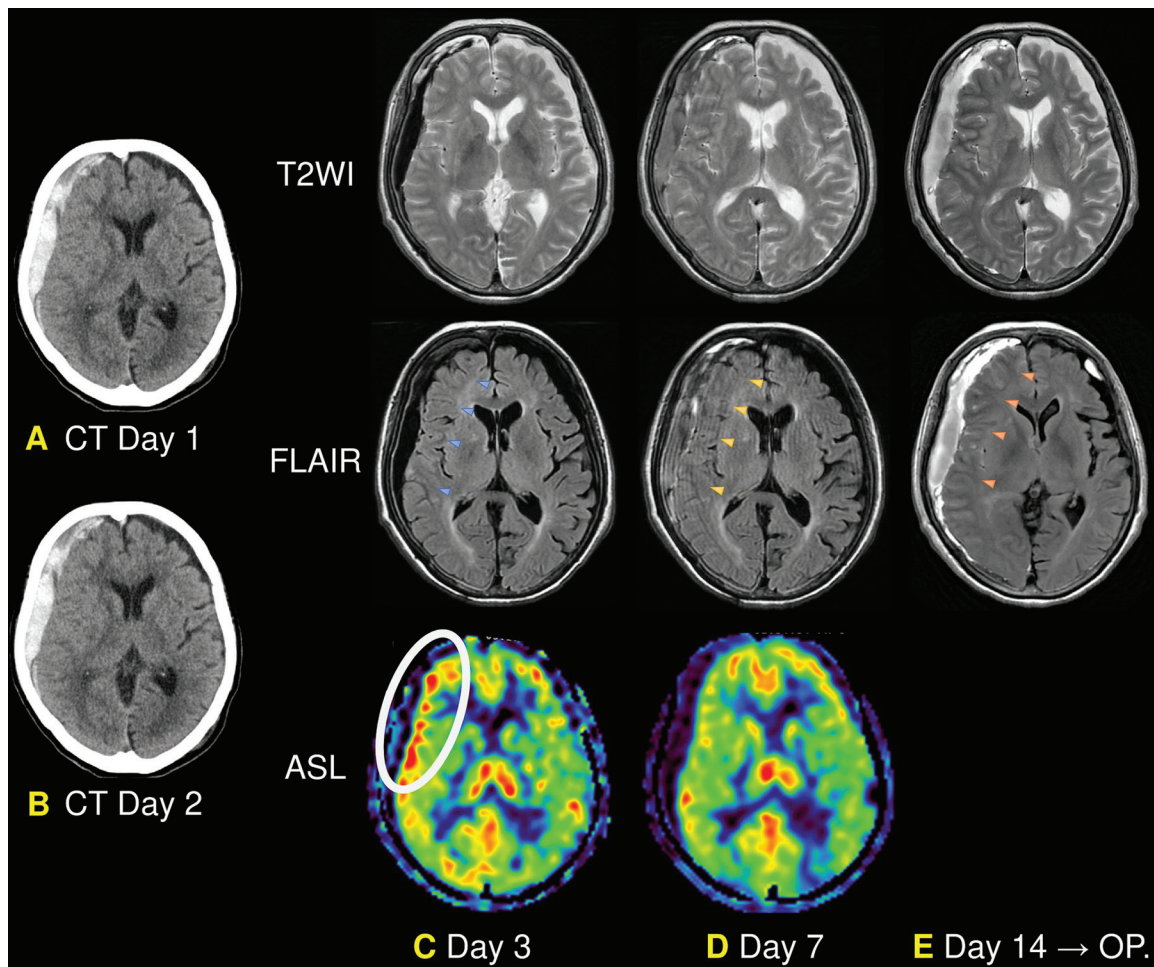 T2WI
A CT Day 1
FLAIR
B CT Day 2
ASL
C Day 3
D Day 7
E Day 14 → OP.